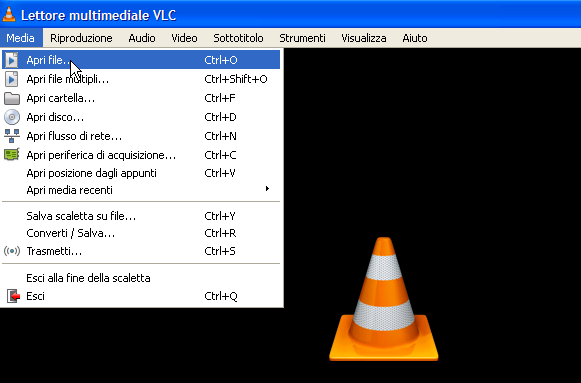 Lettore multimediale VLC
Media Riproduzione Audio Video Sottotitolo Strumenti Visualizza Aiuto
Apri file... Ctrl+O
Apri file multipli... Ctrl+Shift+O
Apri cartella... Ctrl+F
Apri disco... Ctrl+D
Apri flusso di rete... Ctrl+N
Apri periferica di acquisizione... Ctrl+C
Apri posizione dagli appunti Ctrl+V
Apri media recenti
Salva scaletta su file... Ctrl+Y
Converti / Salva... Ctrl+R
Trasmetti... Ctrl+S
Esci alla fine della scaletta
Esci Ctrl+Q